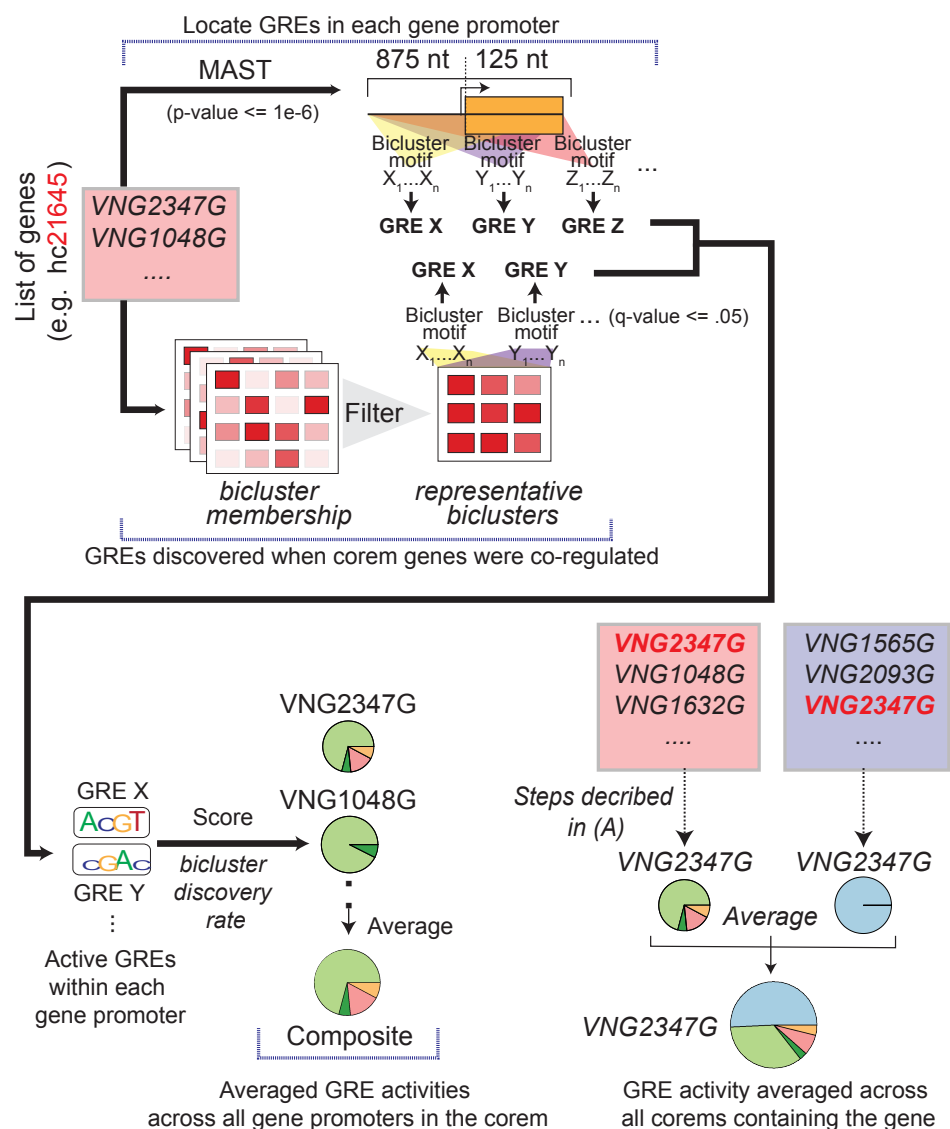 Locate GREs in each gene promoter
MAST
(p-value <= 1e-6)
875 nt
125 nt
Bicluster motif X1...Xn
Bicluster motif Y1...Yn
Bicluster motif Z1...Zn
...
GRE X
GRE Y
GRE Z
List of genes
(e.g. hc21645)
VNG2347G
VNG1048G
....
GRE X
GRE Y
Bicluster motif X1...Xn
Bicluster motif Y1...Yn
... (q-value <= .05)
Filter
bicluster
membership
representative
biclusters
GREs discovered when corem genes were co-regulated
GRE X
ACGT
CGAC
GRE Y
...
Active GREs
within each
gene promoter
Score
bicluster
discovery
rate
VNG2347G
VNG1048G
Average
Composite
Averaged GRE activities
across all gene promoters in the corem
VNG2347G
VNG1048G
VNG1632G
....
VNG1565G
VNG2093G
VNG2347G
....
Steps decribed
in (A)
VNG2347G
VNG2347G
Average
VNG2347G
GRE activity averaged across
all corems containing the gene